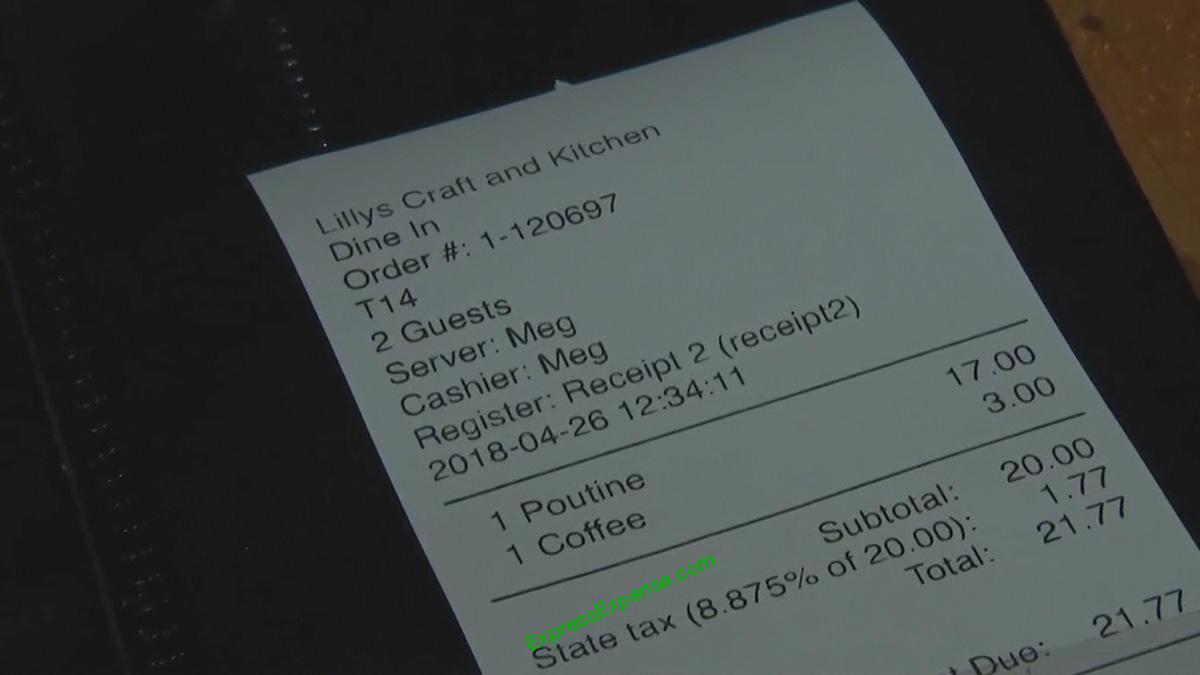 Lillys Craft and Kitchen
Dine In
Order #: 1-120697
T14
2 Guests
Server: Meg
Cashier: Meg
Register: Receipt 2 (receipt2)
2018-04-26 12:34:11
1 Poutine 17.00
1 Coffee 3.00
Subtotal: 20.00
State tax (8.875% of 20.00): 1.77
Total: 21.77
Due: 21.77
ExpressExpense.com